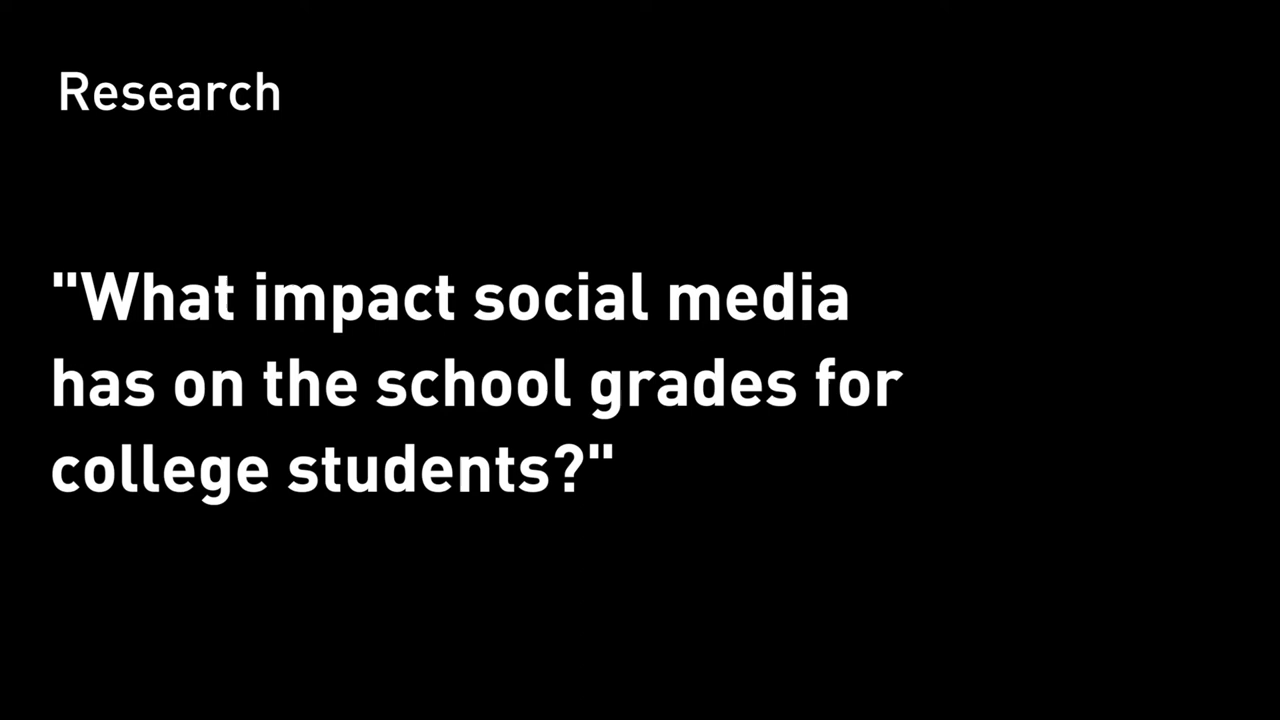 Research
"What impact social media
has on the school grades for
college students?"